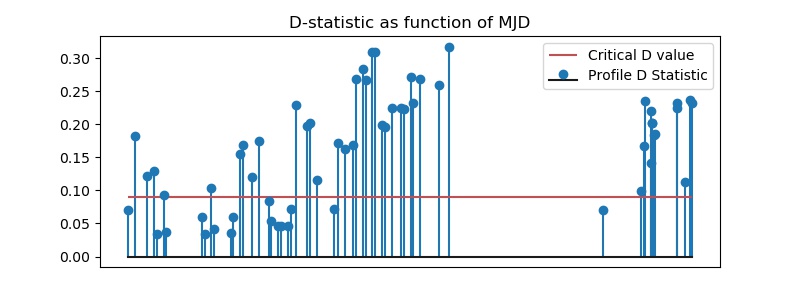 D-statistic as function of MJD
Critical D value
Profile D Statistic
0.30
0.25
0.20
0.15
0.10
0.05
0.00